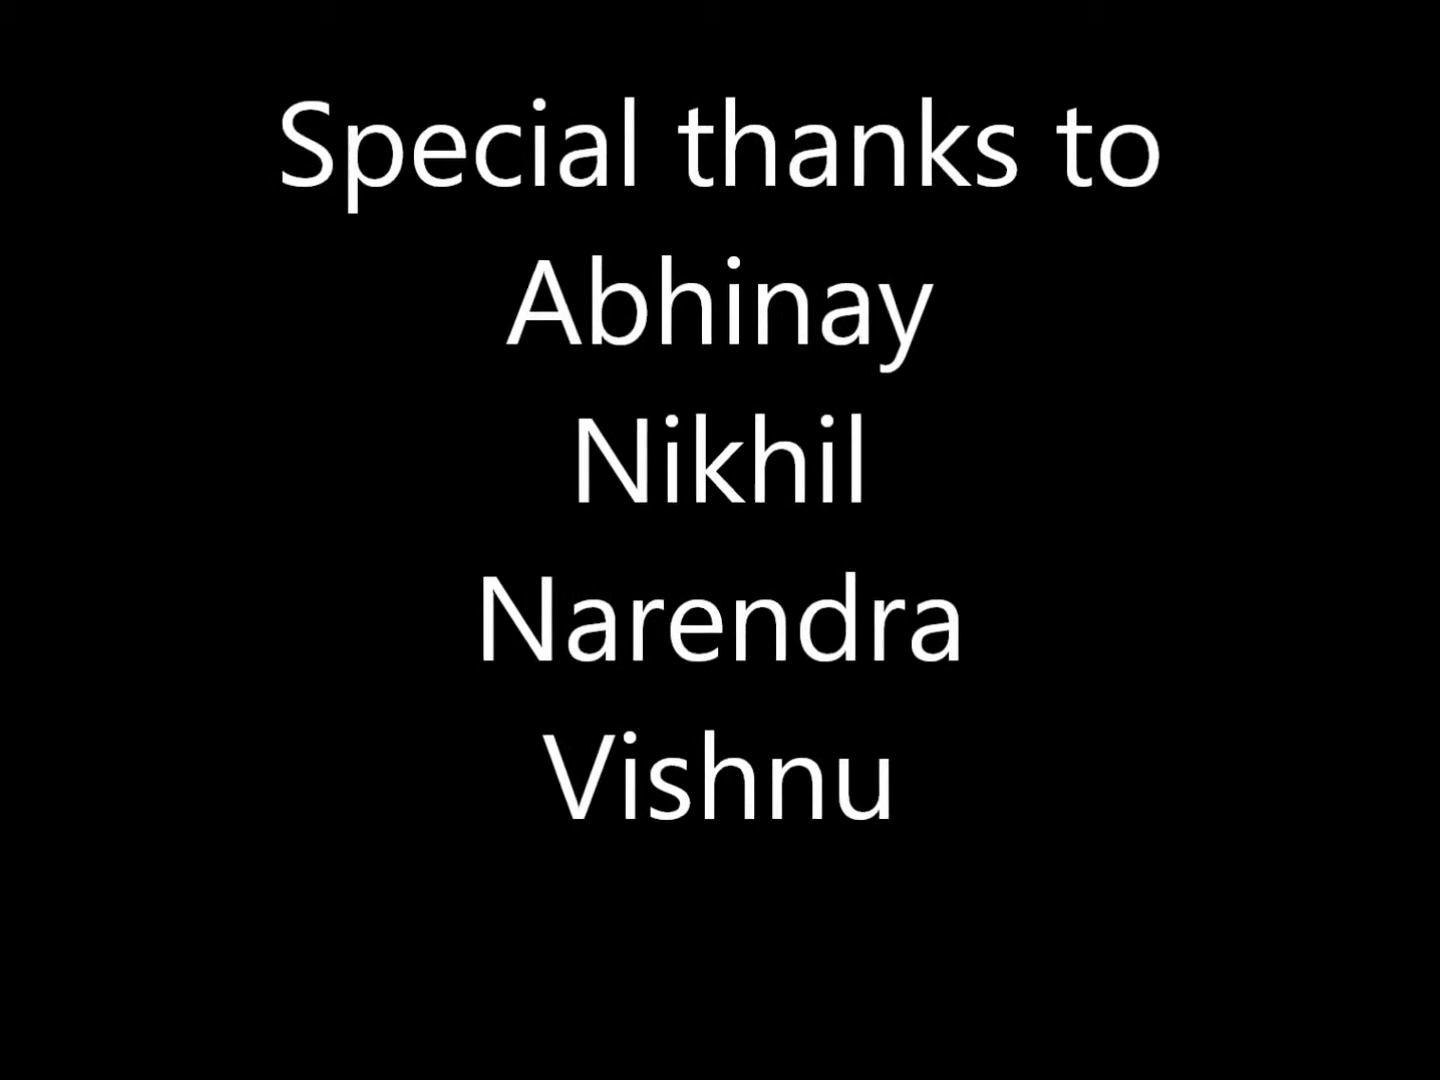 Special thanks to
Abhinay
Nikhil
Narendra
Vishnu